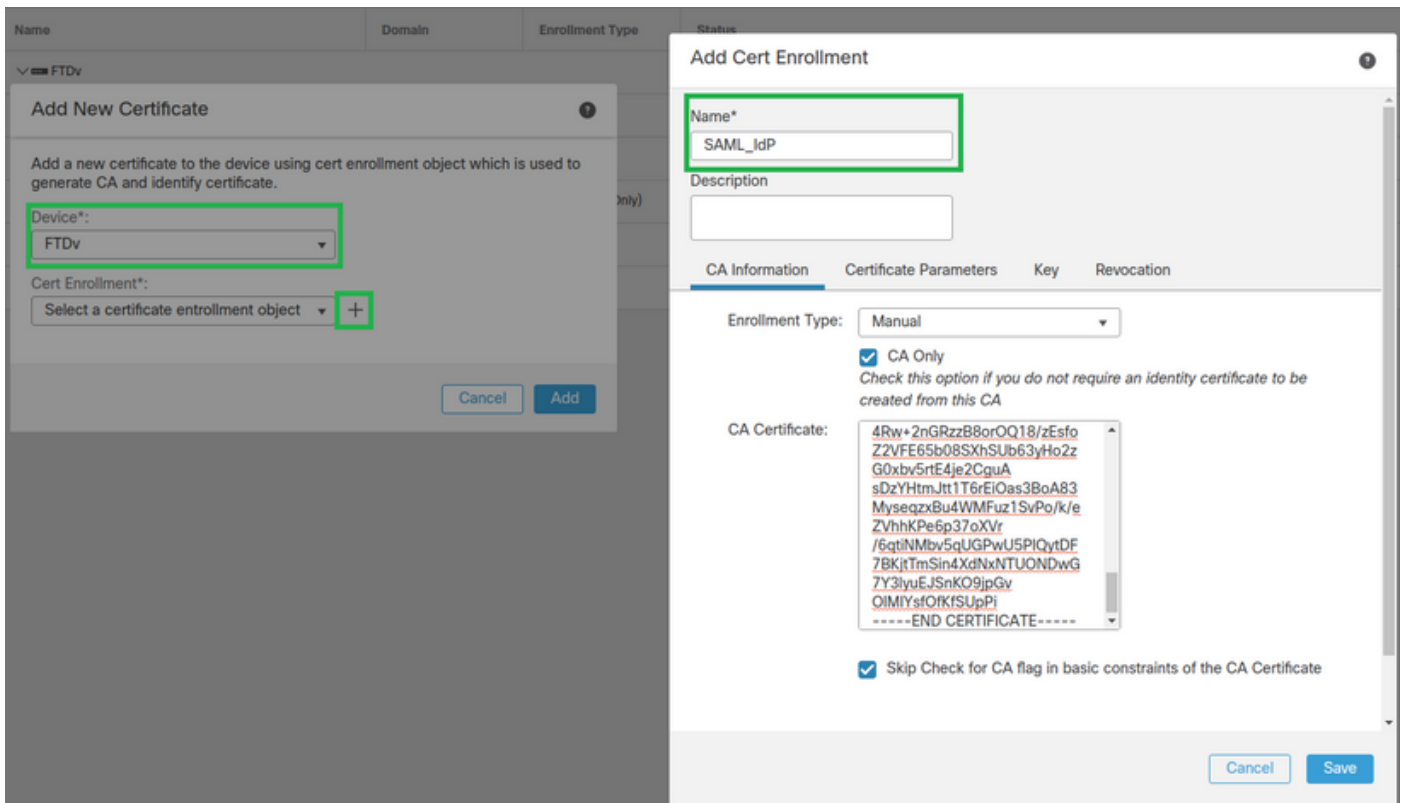 Name Domain Enrollment Type Status
FTDv
Only)
Add New Certificate
Add a new certificate to the device using cert enrollment object which is used to
generate CA and identify certificate.
Device*:
FTDv
Cert Enrollment*:
Select a certificate entrollment object
Cancel Add
Add Cert Enrollment
Name*
SAML_IdP
Description
CA Information Certificate Parameters Key Revocation
Enrollment Type: Manual
CA Only
Check this option if you do not require an identity certificate to be
created from this CA
CA Certificate:
4Rw+2nGRzzB8orOQ18/zEsfo
Z2VFE65b08SXhSUb63yHo2z
G0xbv5rtE4je2CguA
sDzYHtmJtt1T6rEiOas3BoA83
MyseqzxBu4WMFuz1SvPo/k/e
ZVhhKPe6p37oXVr
/6qtiNMbv5qUGPwU5PIQytDF
7BKjtTmSin4XdNxNTUONDwG
7Y3lyuEJSnKO9jpGv
OIMIYsfOfKfSUpPi
-----END CERTIFICATE-----
Skip Check for CA flag in basic constraints of the CA Certificate
Cancel Save